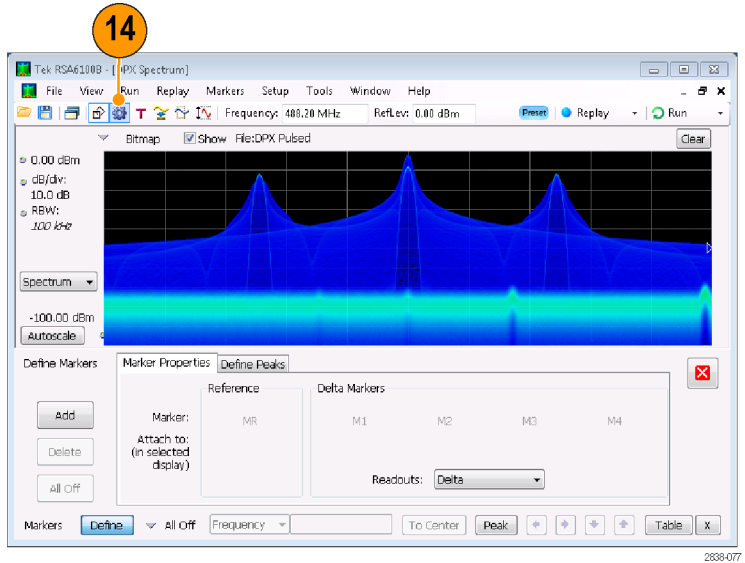 14
Tek RSA6100B - [DPX Spectrum]
File View Run Replay Markers Setup Tools Window Help
T Frequency: 488.20 MHz RefLev: 0.00 dBm Preset Replay Run
Bitmap Show File:DPX Pulsed Clear
0.00 dBm
dB/div:
10.0 dB
RBW:
100 kHz
Spectrum
-100.00 dBm
Autoscale
Define Markers Marker Properties Define Peaks
Reference Delta Markers
Add Marker: MR M1 M2 M3 M4
Attach to:
(in selected
display)
Delete
Readouts: Delta
All Off
Markers Define All Off Frequency To Center Peak Table X
2838-077